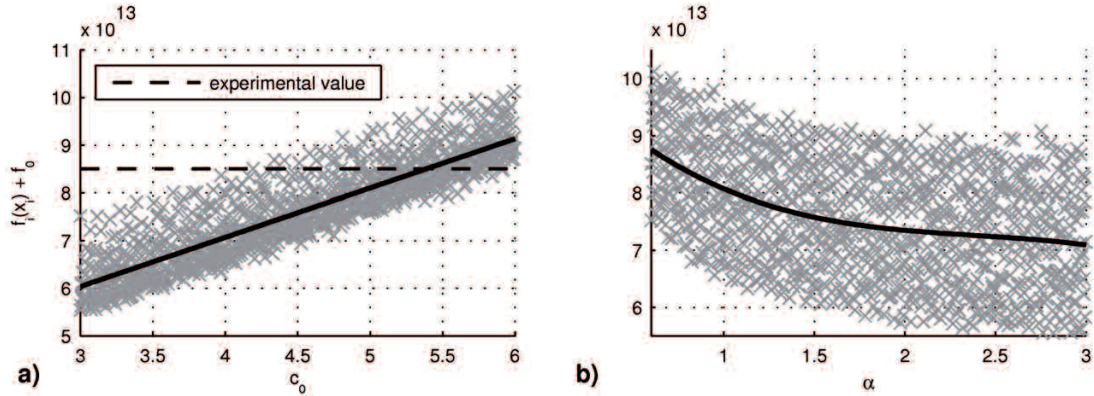 x 10^13
11
10
9
8
7
6
5
f_i(x_i) + f_0
experimental value
3 3.5 4 4.5 5 5.5 6
c_0
a)
x 10^13
10
9
8
7
6
1 1.5 2 2.5 3
α
b)